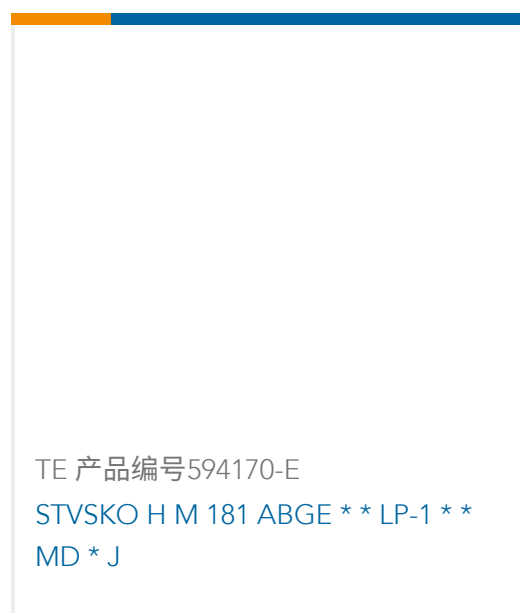 TE 产品编号594170-E
STVSKO H M 181 ABGE * * LP-1 * *
MD * J